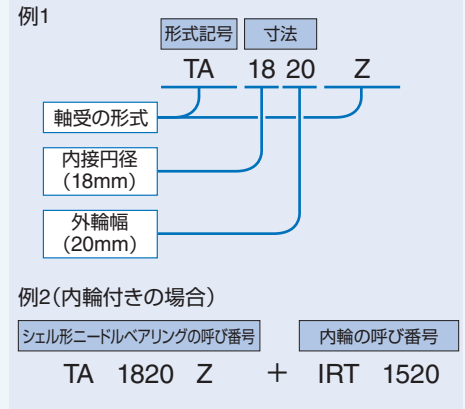 例1
形式記号 寸法
TA 18 20 Z
軸受の形式
内接円径
(18mm)
外輪幅
(20mm)
例2(内輪付きの場合)
シェル形ニードルベアリングの呼び番号 内輪の呼び番号
TA 1820 Z + IRT 1520